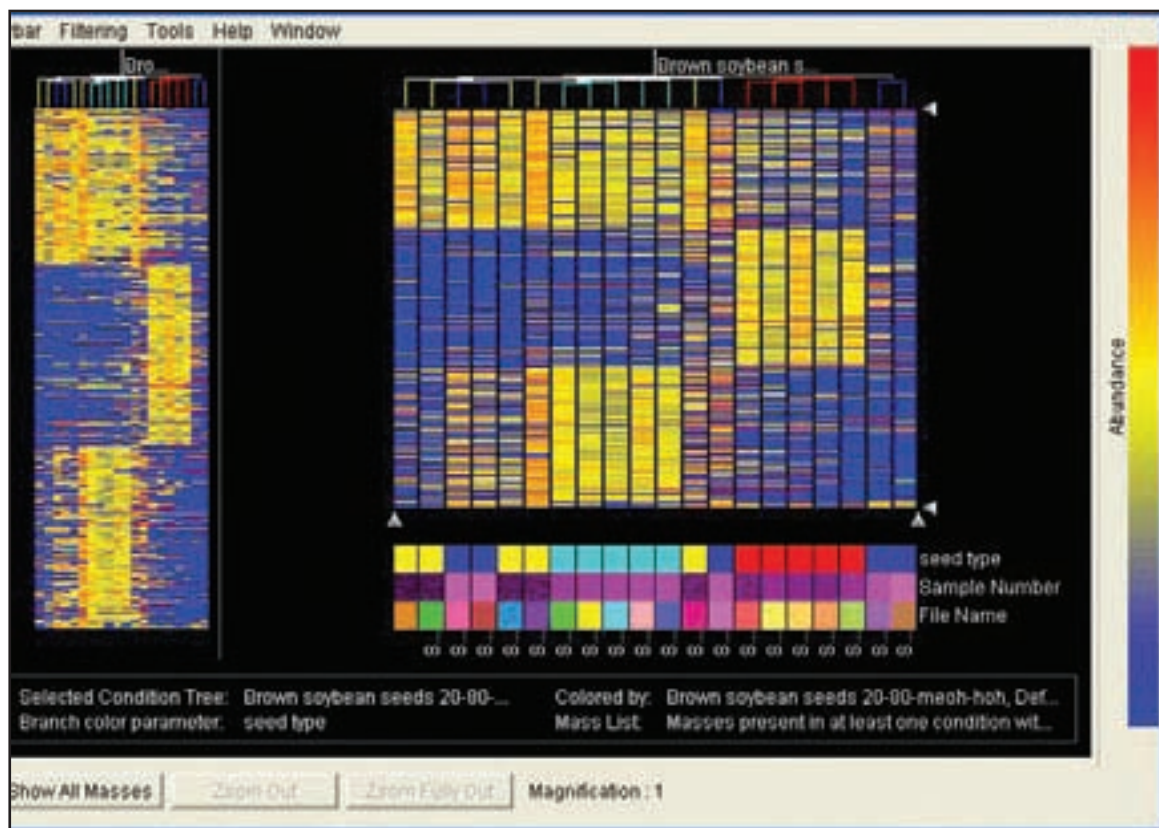 bar Filtering Tools Help Window
Bro...
Brown soybean s...
Abundance
seed type
Sample Number
File Name
Selected Condition Tree: Brown soybean seeds 20-80-... Colored by: Brown soybean seeds 20-80-meoh-hoh, Def...
Branch color parameter: seed type Mass List: Masses present in at least one condition wit...
Show All Masses Zoom Out Zoom Fully Out Magnification : 1